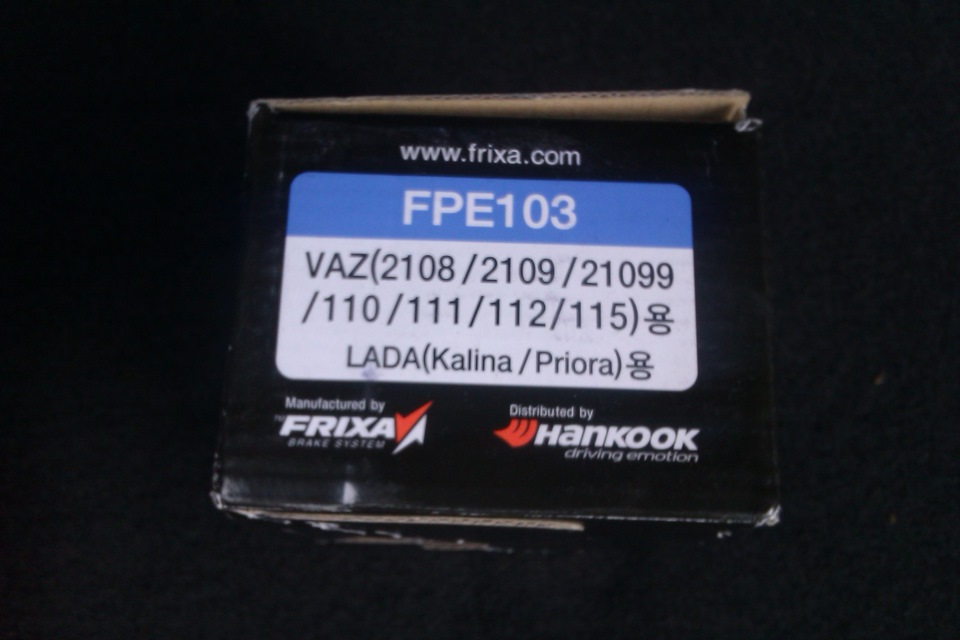 www.frixa.com
FPE103
VAZ(2108/2109/21099
/110/111/112/115)용
LADA(Kalina/Priora)용
Manufactured by
FRIXA
BRAKE SYSTEM
Distributed by
HANKOOK
driving emotion